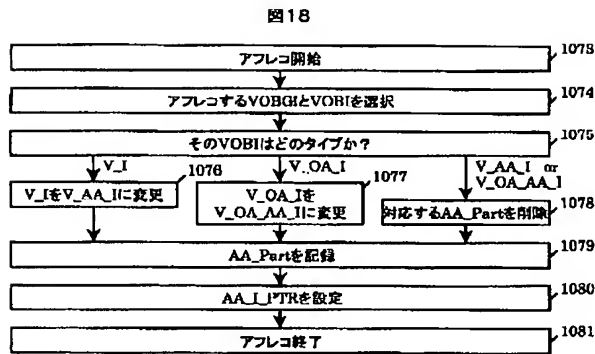 図18
アフレコ開始 1073
アフレコするVOBGIとVOBIを選択 1074
そのVOBIはどのタイプか? 1075
V_I 1076 V_OA_I 1077 V_AA_I or V_OA_AA_I
V_IをV_AA_Iに変更
V_OA_Iを
V_OA_AA_Iに変更
対応するAA_Partを削除 1078
AA_Partを記録 1079
AA_I_PTRを設定 1080
アフレコ終了 1081